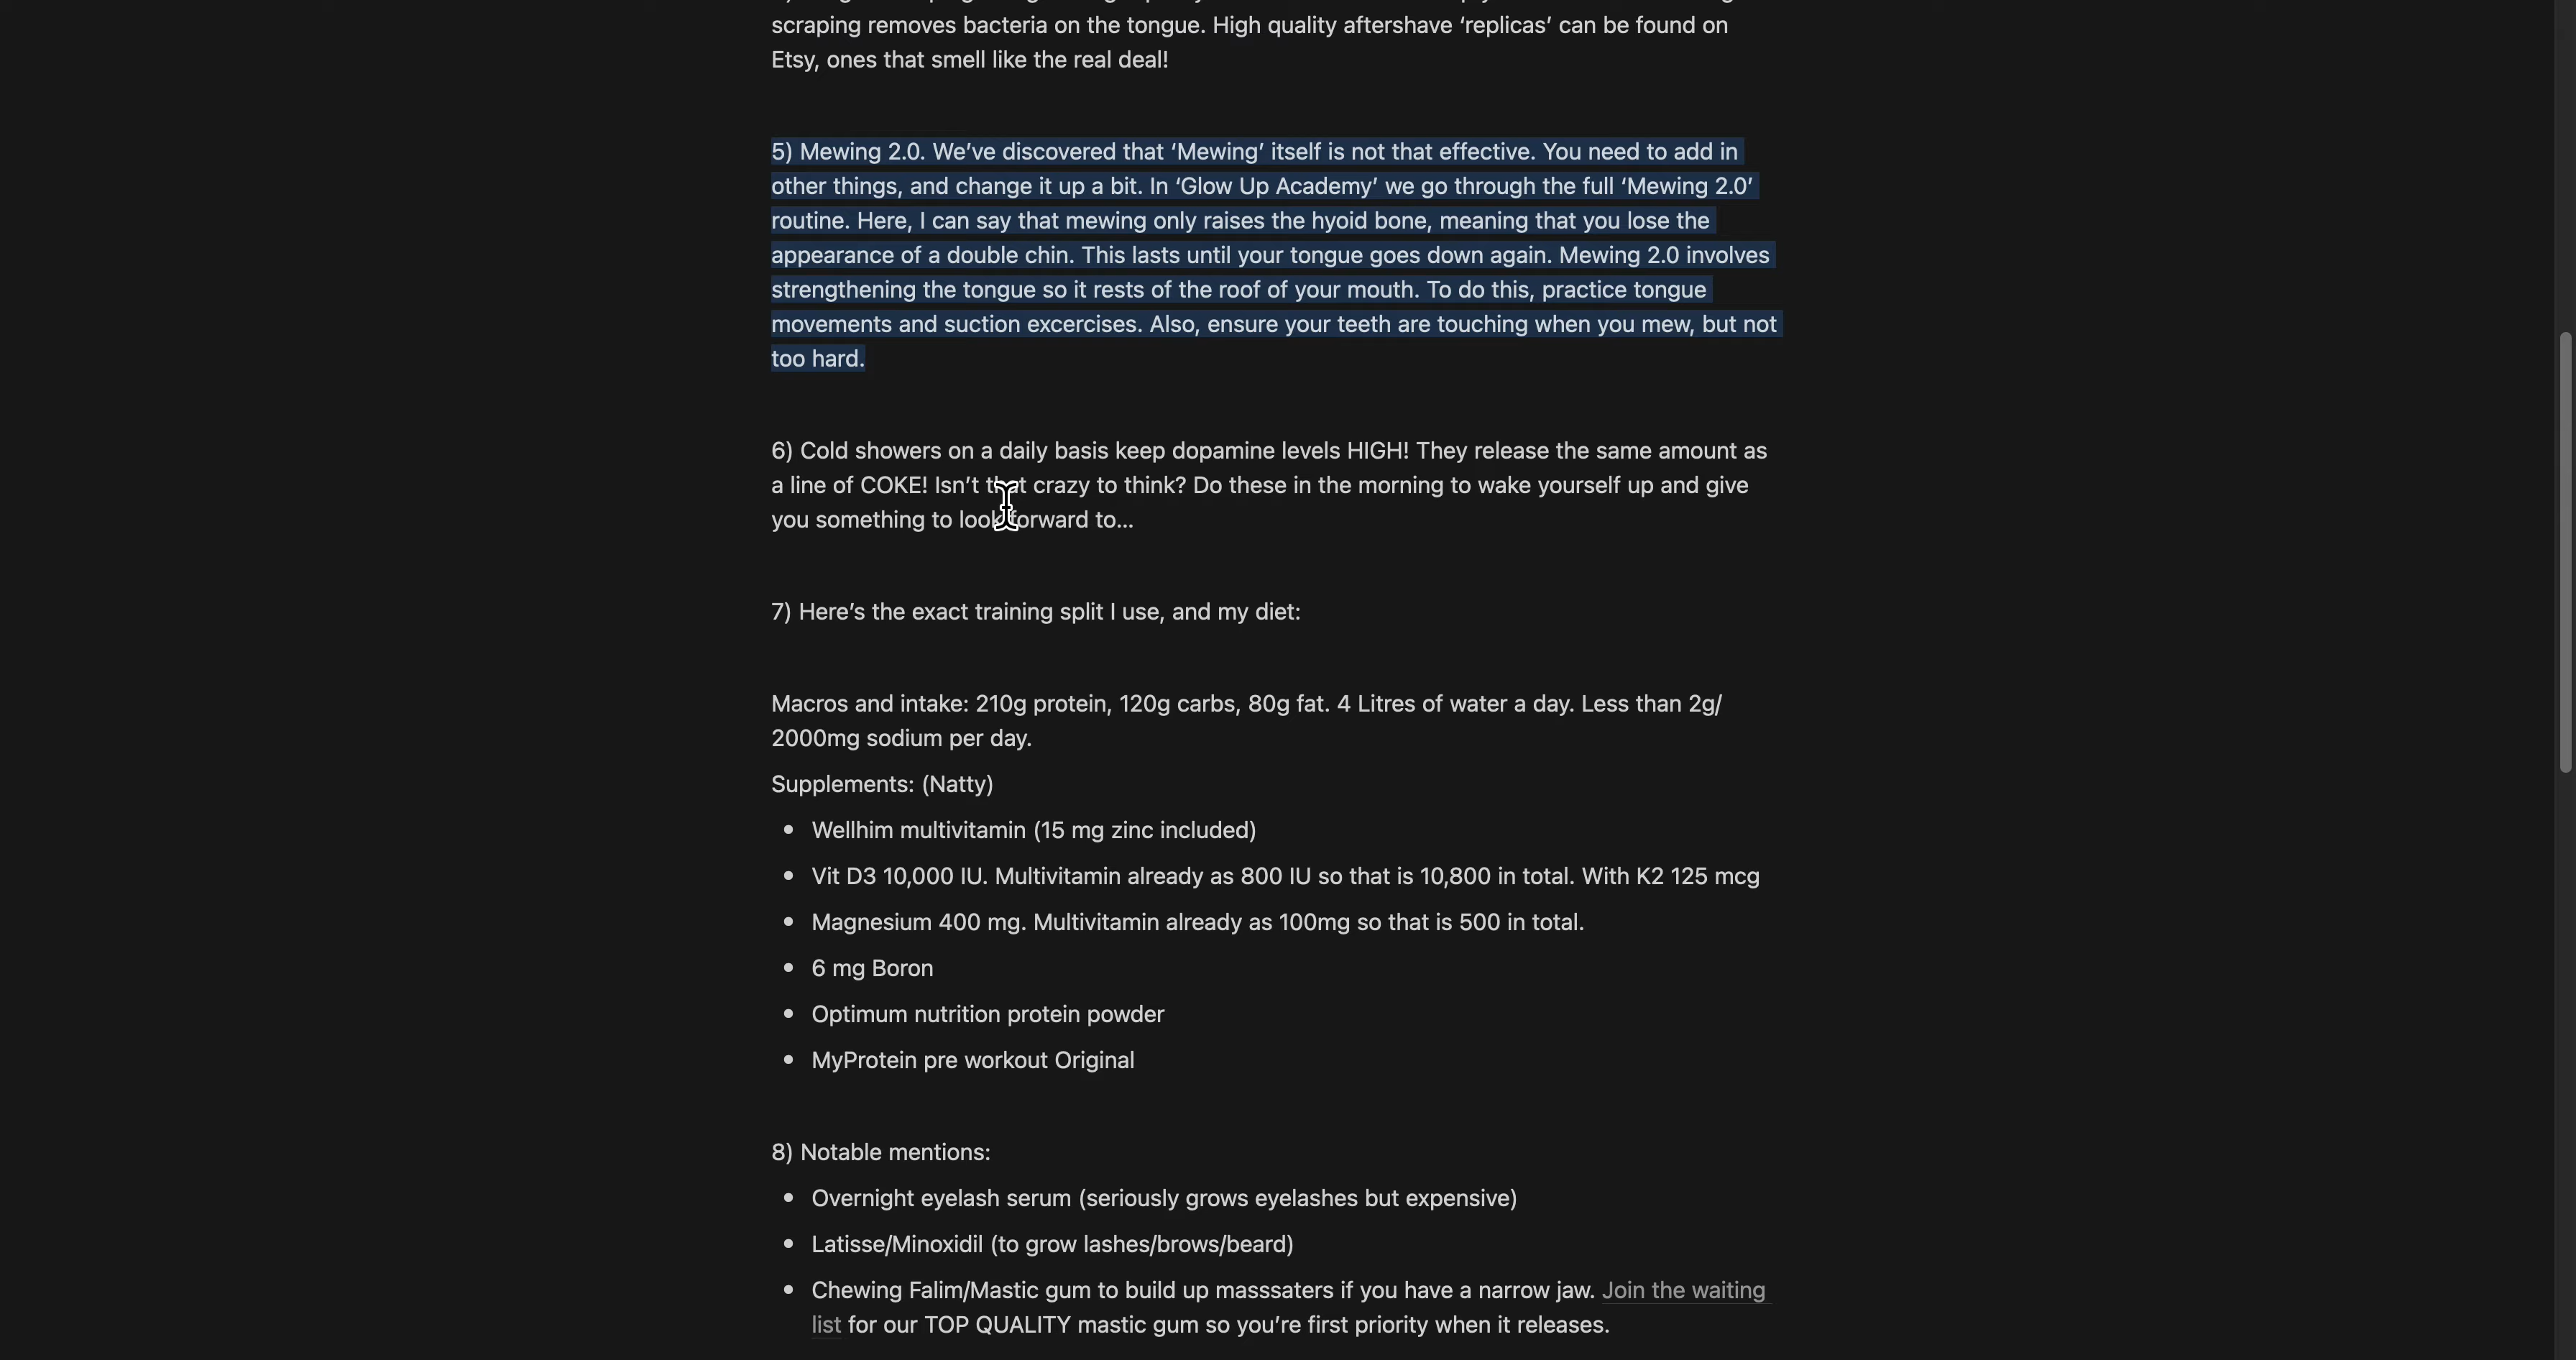 scraping removes bacteria on the tongue. High quality aftershave ‘replicas’ can be found on
Etsy, ones that smell like the real deal!
5) Mewing 2.0. We’ve discovered that ‘Mewing’ itself is not that effective. You need to add in
other things, and change it up a bit. In ‘Glow Up Academy’ we go through the full ‘Mewing 2.0’
routine. Here, I can say that mewing only raises the hyoid bone, meaning that you lose the
appearance of a double chin. This lasts until your tongue goes down again. Mewing 2.0 involves
strengthening the tongue so it rests of the roof of your mouth. To do this, practice tongue
movements and suction excercises. Also, ensure your teeth are touching when you mew, but not
too hard.
6) Cold showers on a daily basis keep dopamine levels HIGH! They release the same amount as
a line of COKE! Isn’t that crazy to think? Do these in the morning to wake yourself up and give
you something to look forward to...
7) Here’s the exact training split I use, and my diet:
Macros and intake: 210g protein, 120g carbs, 80g fat. 4 Litres of water a day. Less than 2g/
2000mg sodium per day.
Supplements: (Natty)
• Wellhim multivitamin (15 mg zinc included)
• Vit D3 10,000 IU. Multivitamin already as 800 IU so that is 10,800 in total. With K2 125 mcg
• Magnesium 400 mg. Multivitamin already as 100mg so that is 500 in total.
• 6 mg Boron
• Optimum nutrition protein powder
• MyProtein pre workout Original
8) Notable mentions:
• Overnight eyelash serum (seriously grows eyelashes but expensive)
• Latisse/Minoxidil (to grow lashes/brows/beard)
• Chewing Falim/Mastic gum to build up masssaters if you have a narrow jaw. Join the waiting
list for our TOP QUALITY mastic gum so you’re first priority when it releases.